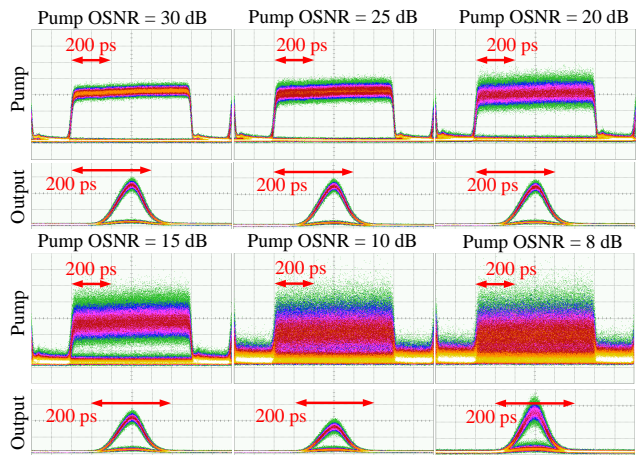 Pump OSNR = 30 dB
Pump OSNR = 25 dB
Pump OSNR = 20 dB
Pump
200 ps
200 ps
200 ps
Output
200 ps
200 ps
200 ps
Pump OSNR = 15 dB
Pump OSNR = 10 dB
Pump OSNR = 8 dB
Pump
200 ps
200 ps
200 ps
Output
200 ps
200 ps
200 ps